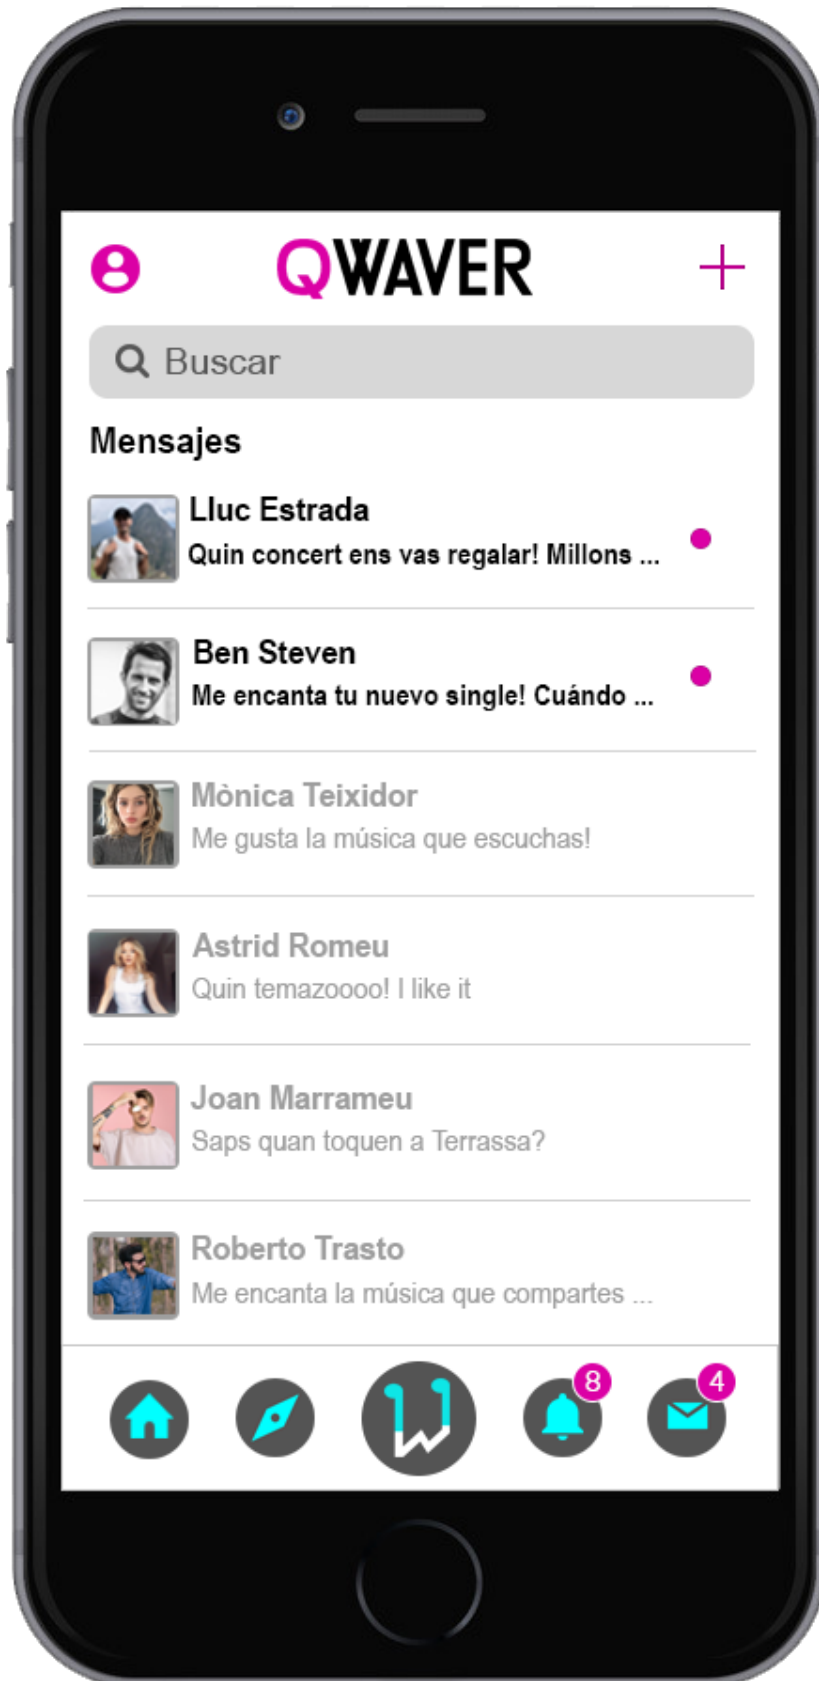 QWAVER
Buscar
Mensajes
Lluc Estrada
Quin concert ens vas regalar! Millons ...
Ben Steven
Me encanta tu nuevo single! Cuándo ...
Mònica Teixidor
Me gusta la música que escuchas!
Astrid Romeu
Quin temazoooo! I like it
Joan Marrameu
Saps quan toquen a Terrassa?
Roberto Trasto
Me encanta la música que compartes ...
8
4